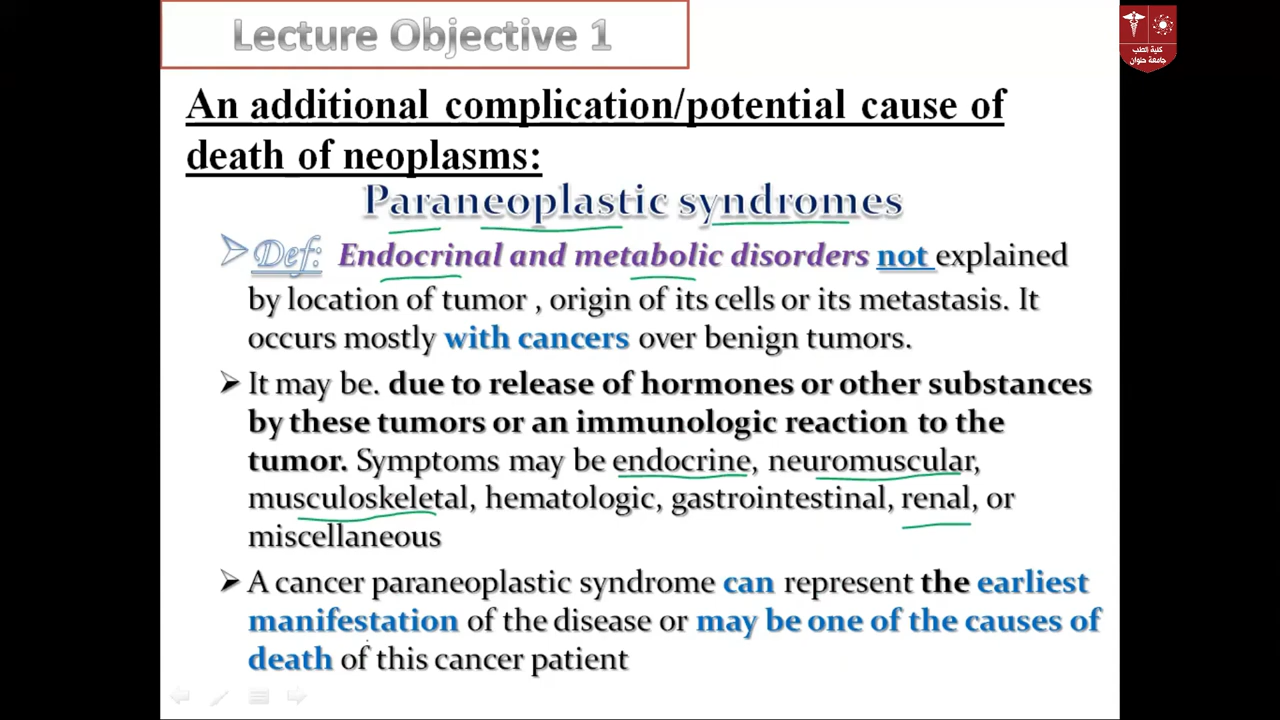 Lecture Objective 1
كلية الطب
جامعة حلوان
An additional complication/potential cause of
death of neoplasms:
Paraneoplastic syndromes
Def: Endocrinal and metabolic disorders not explained
by location of tumor , origin of its cells or its metastasis. It
occurs mostly with cancers over benign tumors.
It may be. due to release of hormones or other substances
by these tumors or an immunologic reaction to the
tumor. Symptoms may be endocrine, neuromuscular,
musculoskeletal, hematologic, gastrointestinal, renal, or
miscellaneous
A cancer paraneoplastic syndrome can represent the earliest
manifestation of the disease or may be one of the causes of
death of this cancer patient